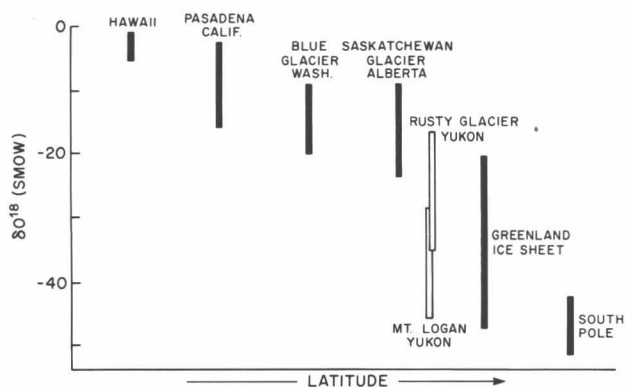 0
HAWAII
PASADENA
CALIF.
BLUE
GLACIER
WASH.
SASKATCHEWAN
GLACIER
ALBERTA
RUSTY GLACIER
YUKON
-20
δO¹⁸ (SMOW)
GREENLAND
ICE SHEET
-40
MT. LOGAN
YUKON
SOUTH
POLE
LATITUDE